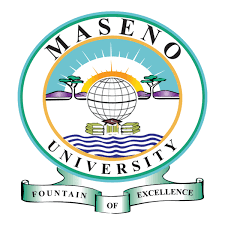 MASENO
UNIVERSITY
FOUNTAIN OF EXCELLENCE